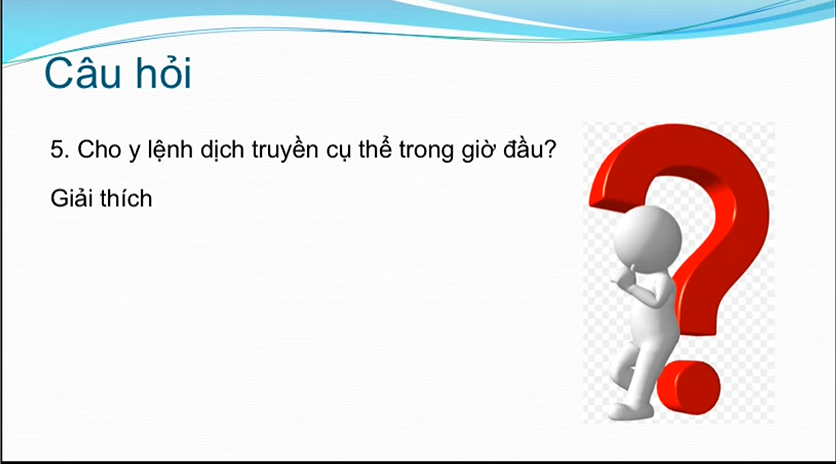 Câu hỏi
5. Cho y lệnh dịch truyền cụ thể trong giờ đầu?
Giải thích